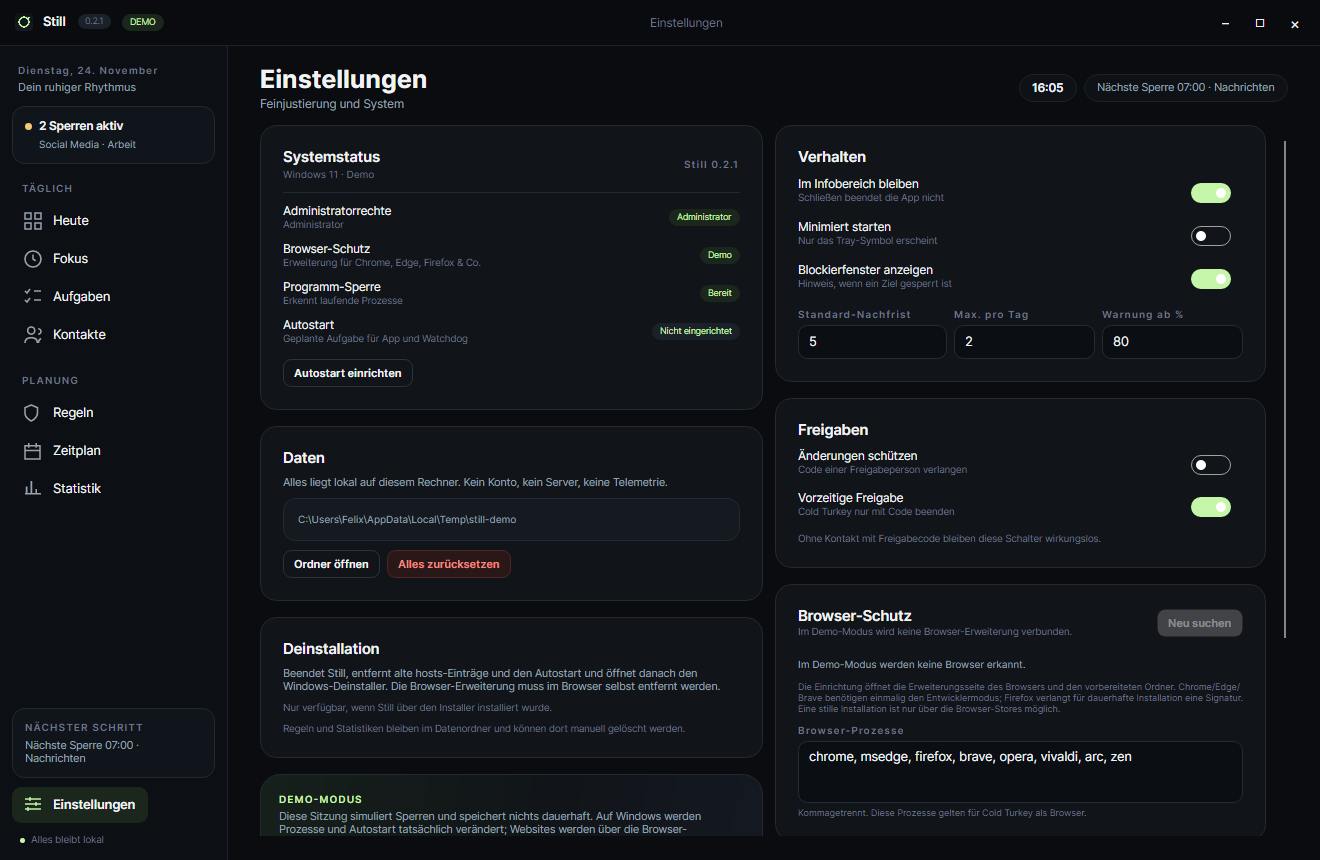 Still 0.2.1 DEMO
Einstellungen
Dienstag, 24. November
Dein ruhiger Rhythmus
2 Sperren aktiv
Social Media · Arbeit
TÄGLICH
Heute
Fokus
Aufgaben
Kontakte
PLANUNG
Regeln
Zeitplan
Statistik
NÄCHSTER SCHRITT
Nächste Sperre 07:00 ·
Nachrichten
Einstellungen
Alles bleibt lokal
Einstellungen
Feinjustierung und System
16:05
Nächste Sperre 07:00 · Nachrichten
Systemstatus
Windows 11 · Demo
Still 0.2.1
Administratorrechte
Administrator
Administrator
Browser-Schutz
Erweiterung für Chrome, Edge, Firefox & Co.
Demo
Programm-Sperre
Erkennt laufende Prozesse
Bereit
Autostart
Geplante Aufgabe für App und Watchdog
Nicht eingerichtet
Autostart einrichten
Daten
Alles liegt lokal auf diesem Rechner. Kein Konto, kein Server, keine Telemetrie.
C:\Users\Felix\AppData\Local\Temp\still-demo
Ordner öffnen
Alles zurücksetzen
Deinstallation
Beendet Still, entfernt alte hosts-Einträge und den Autostart und öffnet danach den
Windows-Deinstaller. Die Browser-Erweiterung muss im Browser selbst entfernt werden.
Nur verfügbar, wenn Still über den Installer installiert wurde.
Regeln und Statistiken bleiben im Datenordner und können dort manuell gelöscht werden.
DEMO-MODUS
Diese Sitzung simuliert Sperren und speichert nichts dauerhaft. Auf Windows werden
Prozesse und Autostart tatsächlich verändert; Websites werden über die Browser-
Verhalten
Im Infobereich bleiben
Schließen beendet die App nicht
Minimiert starten
Nur das Tray-Symbol erscheint
Blockierfenster anzeigen
Hinweis, wenn ein Ziel gesperrt ist
Standard-Nachfrist Max. pro Tag Warnung ab %
5 2 80
Freigaben
Änderungen schützen
Code einer Freigabeperson verlangen
Vorzeitige Freigabe
Cold Turkey nur mit Code beenden
Ohne Kontakt mit Freigabecode bleiben diese Schalter wirkungslos.
Browser-Schutz
Im Demo-Modus wird keine Browser-Erweiterung verbunden.
Neu suchen
Im Demo-Modus werden keine Browser erkannt.
Die Einrichtung öffnet die Erweiterungsseite des Browsers und den vorbereiteten Ordner. Chrome/Edge/
Brave benötigen einmalig den Entwicklermodus; Firefox verlangt für dauerhafte Installation eine Signatur.
Eine stille Installation ist nur über die Browser-Stores möglich.
Browser-Prozesse
chrome, msedge, firefox, brave, opera, vivaldi, arc, zen
Kommagetrennt. Diese Prozesse gelten für Cold Turkey als Browser.